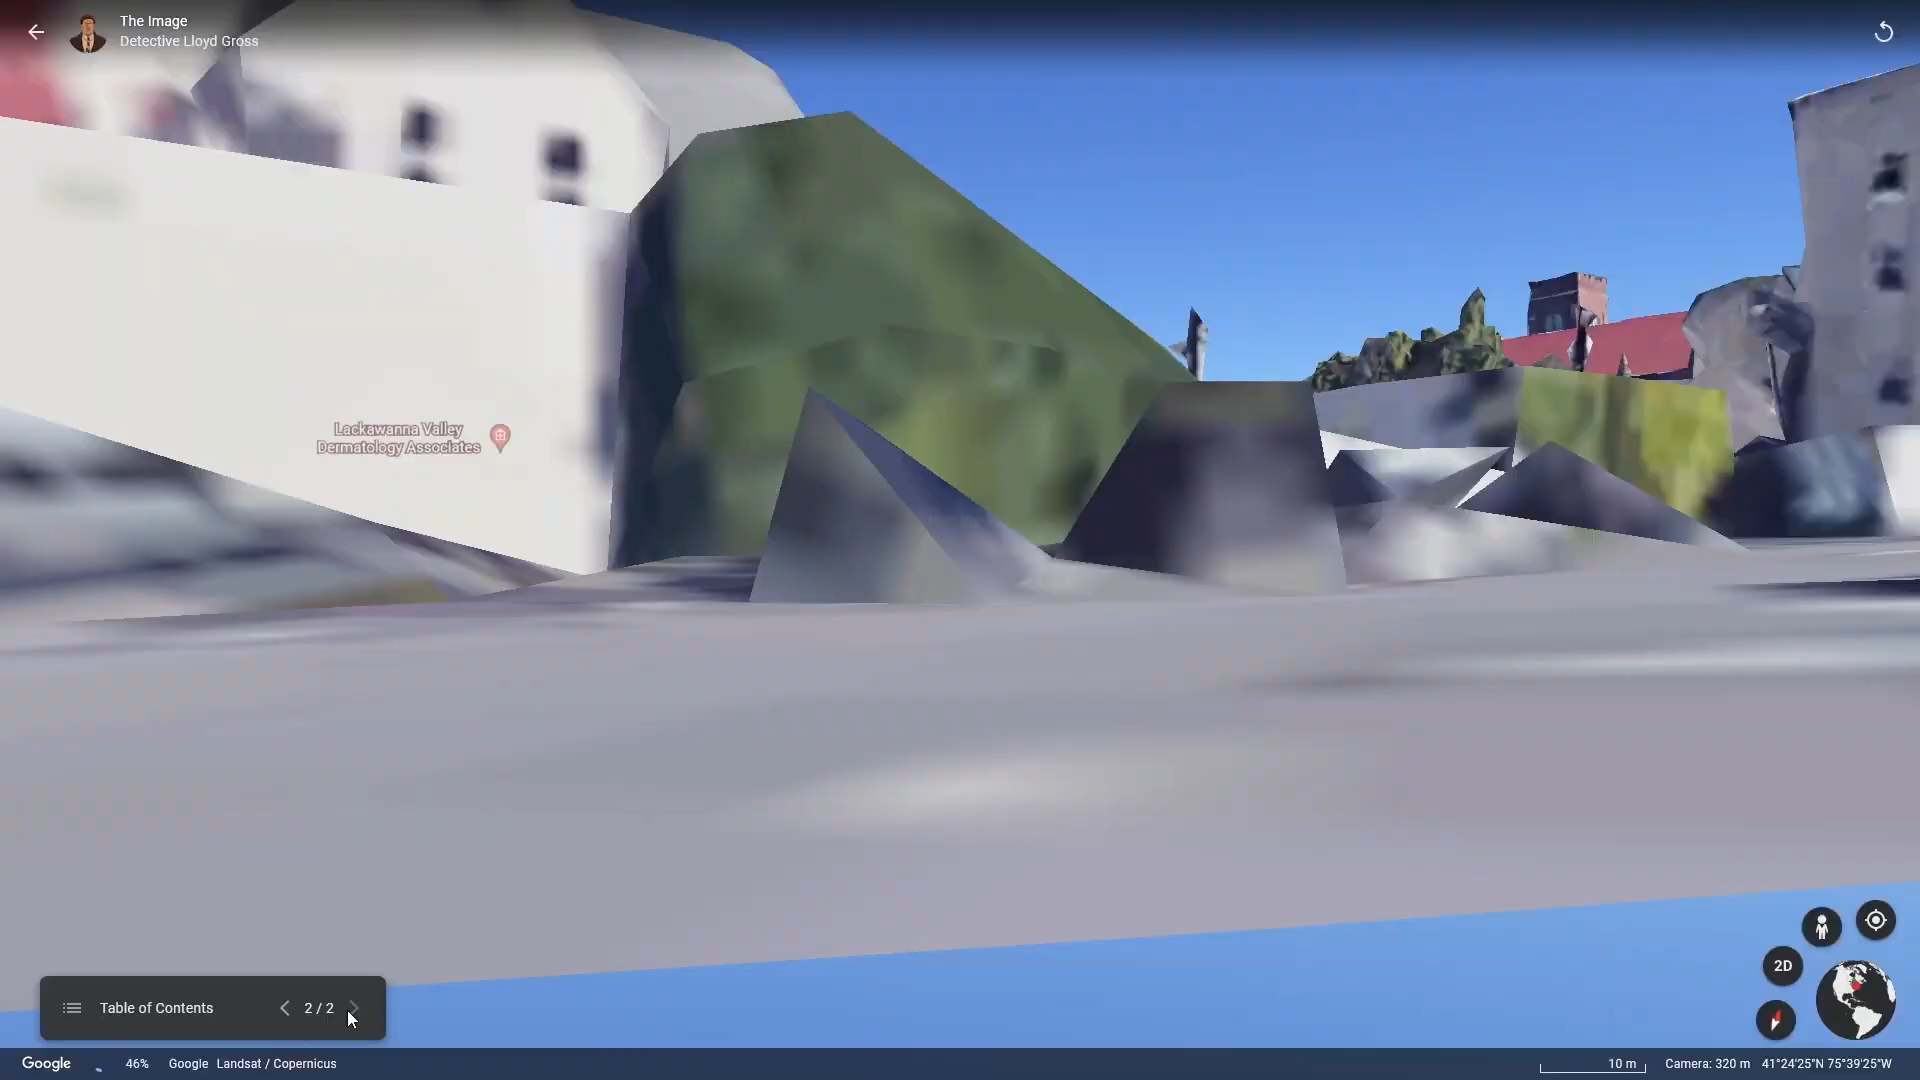 The Image
Detective Lloyd Gross
Lackawanna Valley
Dermatology Associates
2D
Table of Contents
2 / 2
Google
46%
Google
Landsat / Copernicus
10 m
Camera: 320 m
41°24'25"N 75°39'25"W